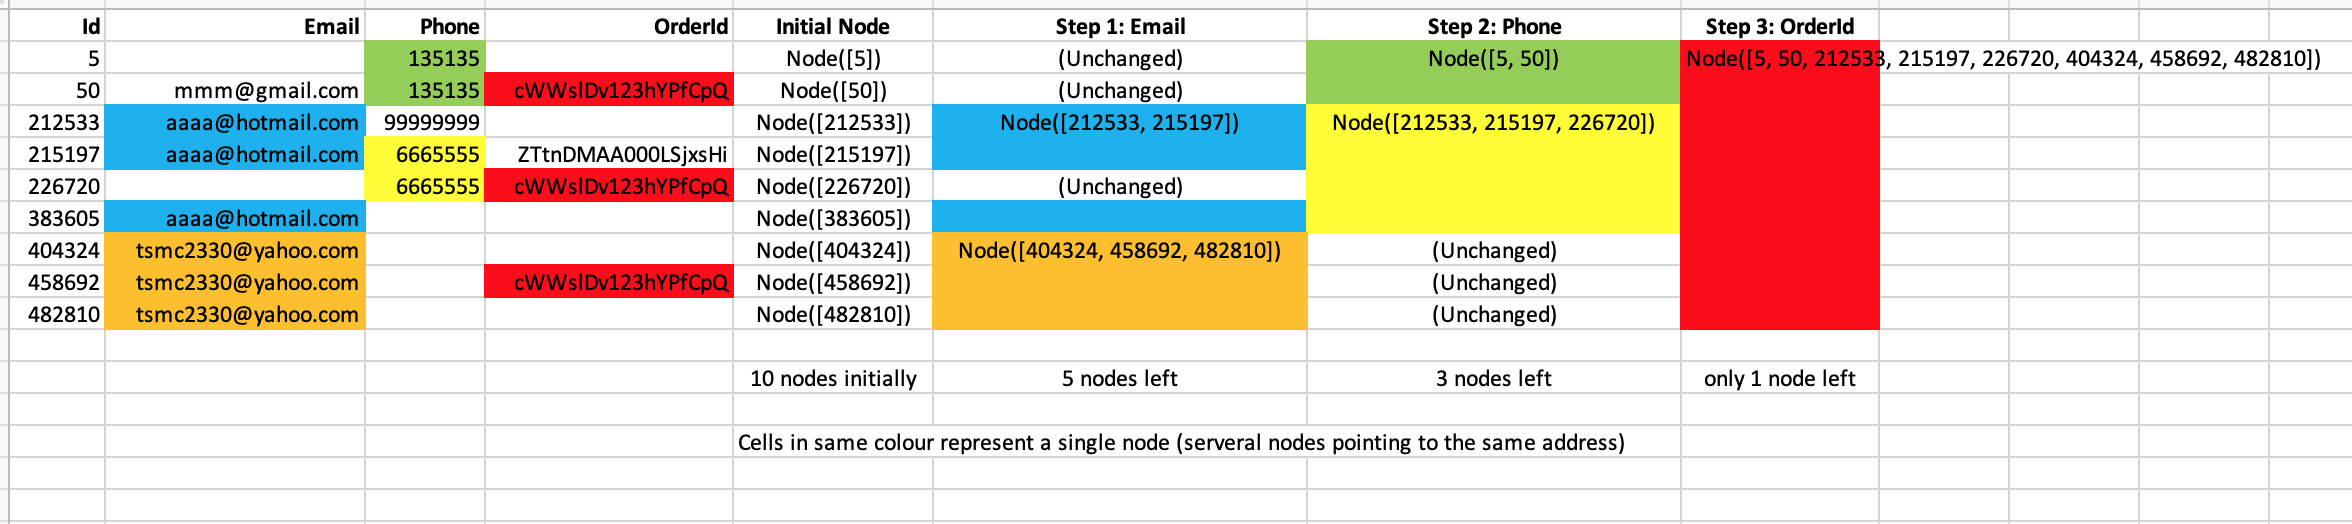 Id Email Phone OrderId Initial Node Step 1: Email Step 2: Phone Step 3: OrderId
5 135135 Node([5]) (Unchanged) Node([5, 50]) Node([5, 50, 212533, 215197, 226720, 404324, 458692, 482810])
50 mmm@gmail.com 135135 cWWslDv123hYPfCpQ Node([50]) (Unchanged)
212533 aaaa@hotmail.com 99999999 Node([212533]) Node([212533, 215197]) Node([212533, 215197, 226720])
215197 aaaa@hotmail.com 6665555 ZTtnDMAA000LSjxsHi Node([215197])
226720 6665555 cWWslDv123hYPfCpQ Node([226720]) (Unchanged)
383605 aaaa@hotmail.com Node([383605])
404324 tsmc2330@yahoo.com Node([404324]) Node([404324, 458692, 482810]) (Unchanged)
458692 tsmc2330@yahoo.com cWWslDv123hYPfCpQ Node([458692]) (Unchanged)
482810 tsmc2330@yahoo.com Node([482810]) (Unchanged)
10 nodes initially 5 nodes left 3 nodes left only 1 node left
Cells in same colour represent a single node (serveral nodes pointing to the same address)